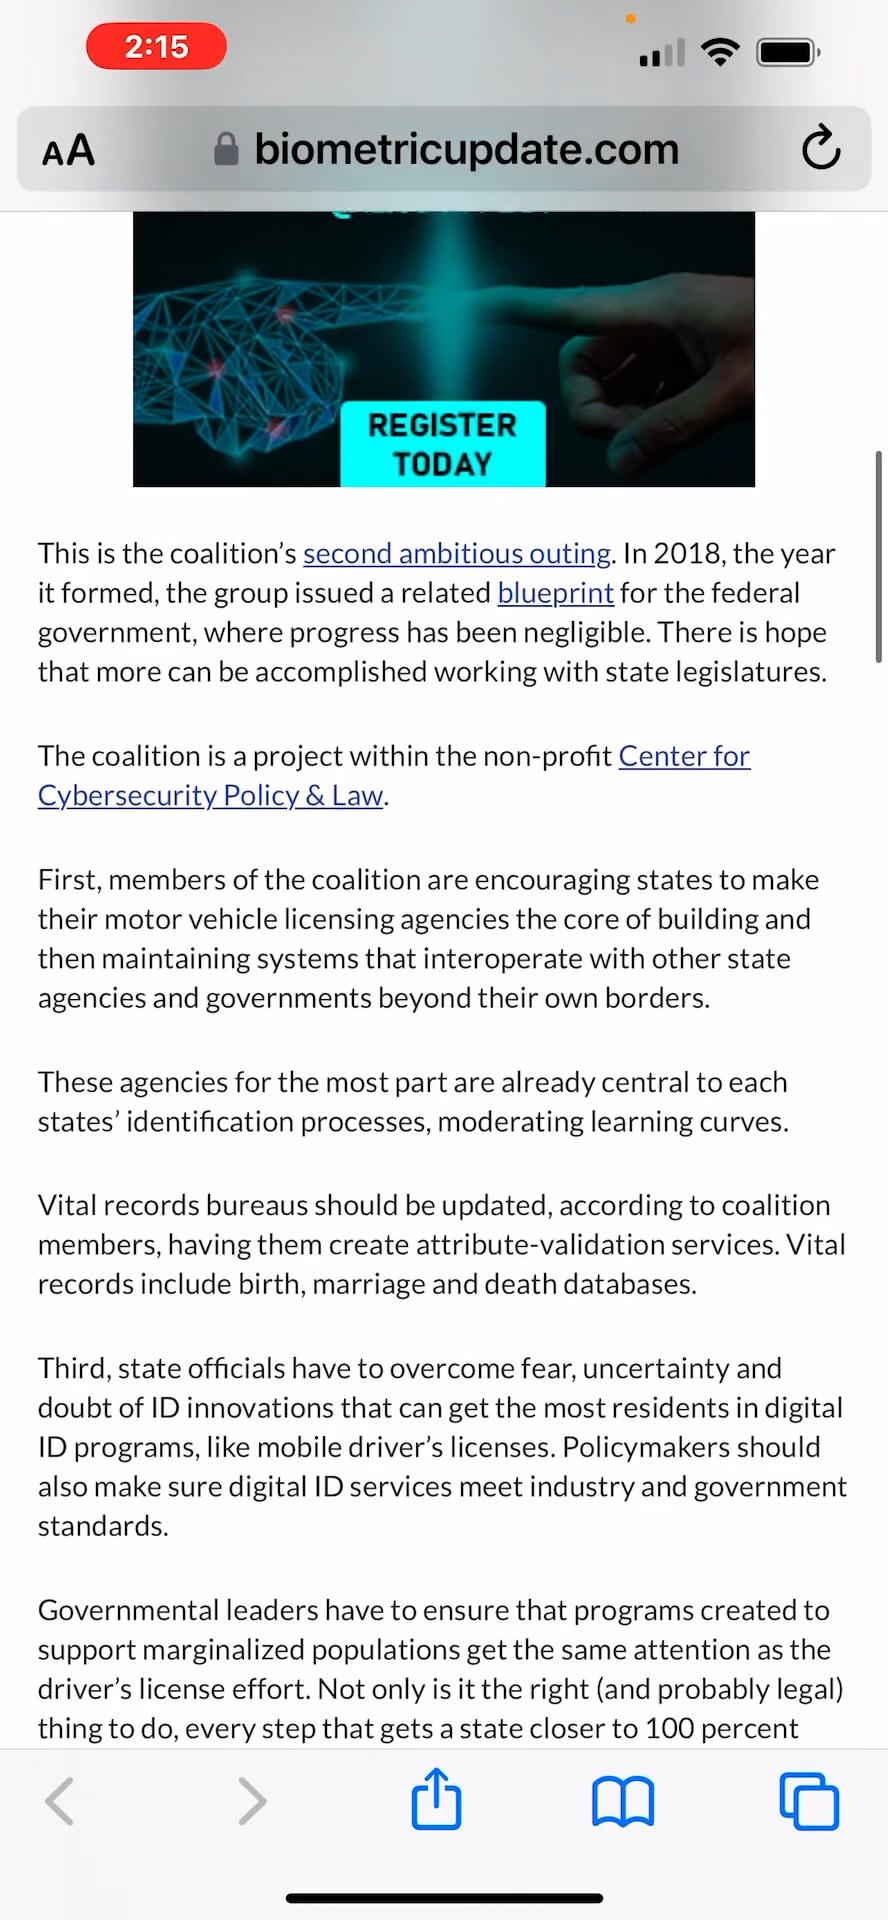 2:15
AA biometricupdate.com
REGISTER
TODAY
This is the coalition’s second ambitious outing. In 2018, the year
it formed, the group issued a related blueprint for the federal
government, where progress has been negligible. There is hope
that more can be accomplished working with state legislatures.
The coalition is a project within the non-profit Center for
Cybersecurity Policy & Law.
First, members of the coalition are encouraging states to make
their motor vehicle licensing agencies the core of building and
then maintaining systems that interoperate with other state
agencies and governments beyond their own borders.
These agencies for the most part are already central to each
states’ identification processes, moderating learning curves.
Vital records bureaus should be updated, according to coalition
members, having them create attribute-validation services. Vital
records include birth, marriage and death databases.
Third, state officials have to overcome fear, uncertainty and
doubt of ID innovations that can get the most residents in digital
ID programs, like mobile driver’s licenses. Policymakers should
also make sure digital ID services meet industry and government
standards.
Governmental leaders have to ensure that programs created to
support marginalized populations get the same attention as the
driver’s license effort. Not only is it the right (and probably legal)
thing to do, every step that gets a state closer to 100 percent